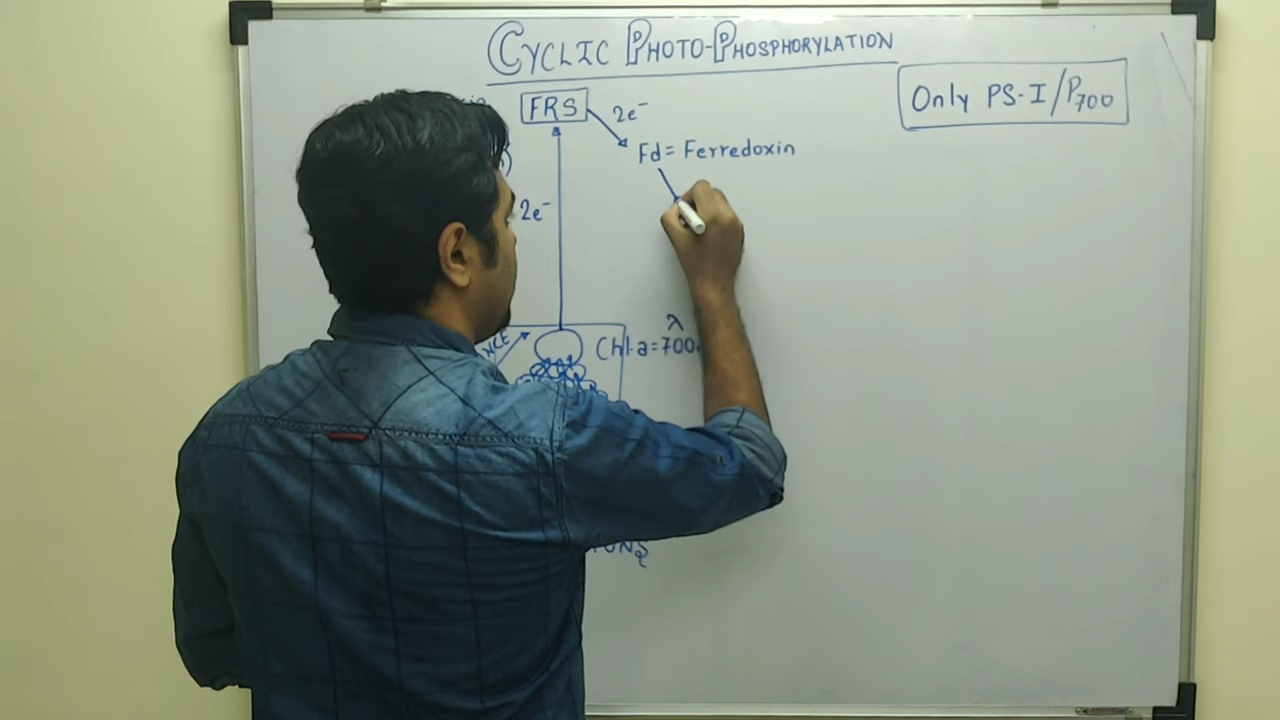 CYCLIC PHOTO-PHOSPHORYLATION
Only PS-I/P700
FRS
2e⁻
Fd = Ferredoxin
2e⁻
λ
Chl.a=700